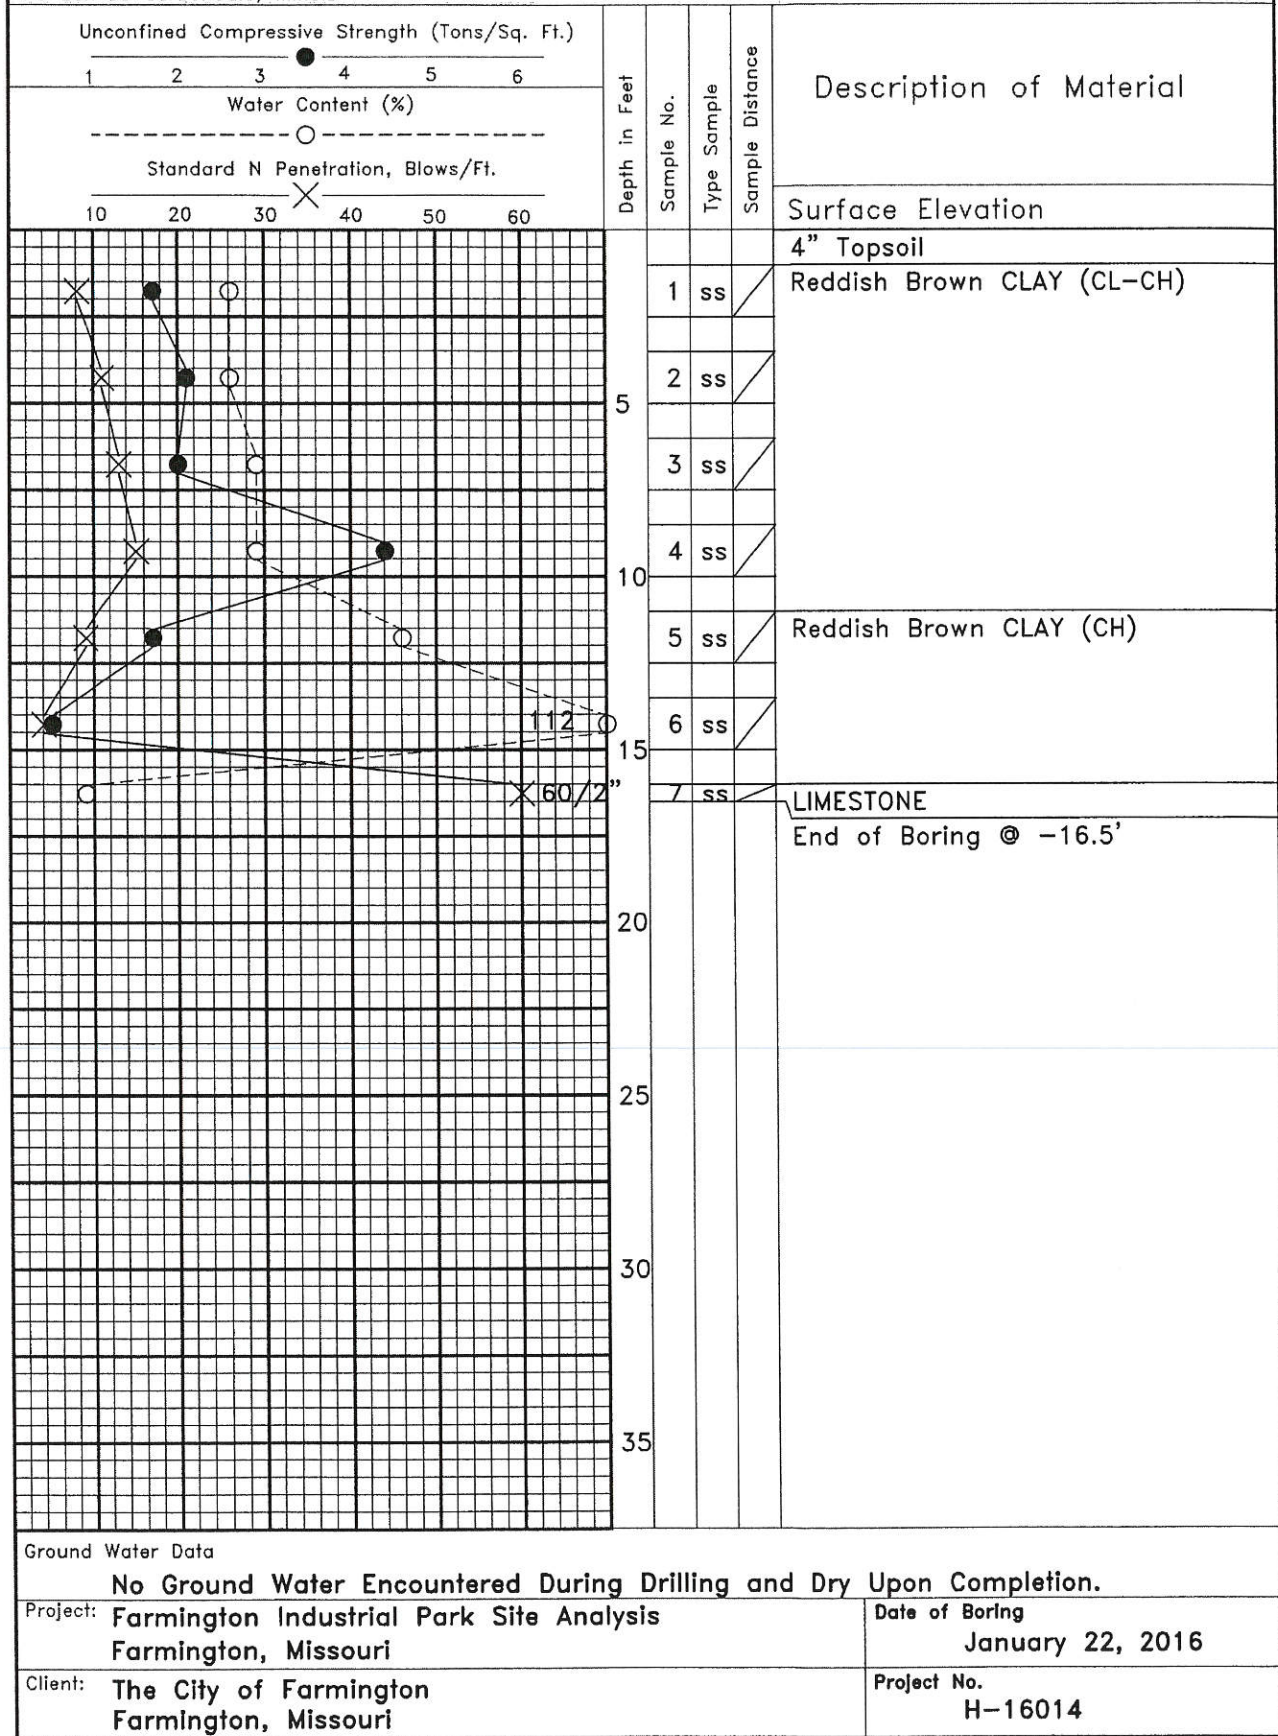 Unconfined Compressive Strength (Tons/Sq. Ft.)
1 2 3 4 5 6
Water Content (%)
Standard N Penetration, Blows/Ft.
10 20 30 40 50 60
Depth in Feet
Sample No.
Type Sample
Sample Distance
Description of Material
Surface Elevation
4" Topsoil
1 ss Reddish Brown CLAY (CL-CH)
2 ss
5
3 ss
4 ss
10
5 ss Reddish Brown CLAY (CH)
112 6 ss
15
60/2" 7 ss LIMESTONE
End of Boring @ -16.5'
20
25
30
35
Ground Water Data
No Ground Water Encountered During Drilling and Dry Upon Completion.
Project: Farmington Industrial Park Site Analysis
Farmington, Missouri
Date of Boring
January 22, 2016
Client: The City of Farmington
Farmington, Missouri
Project No.
H-16014